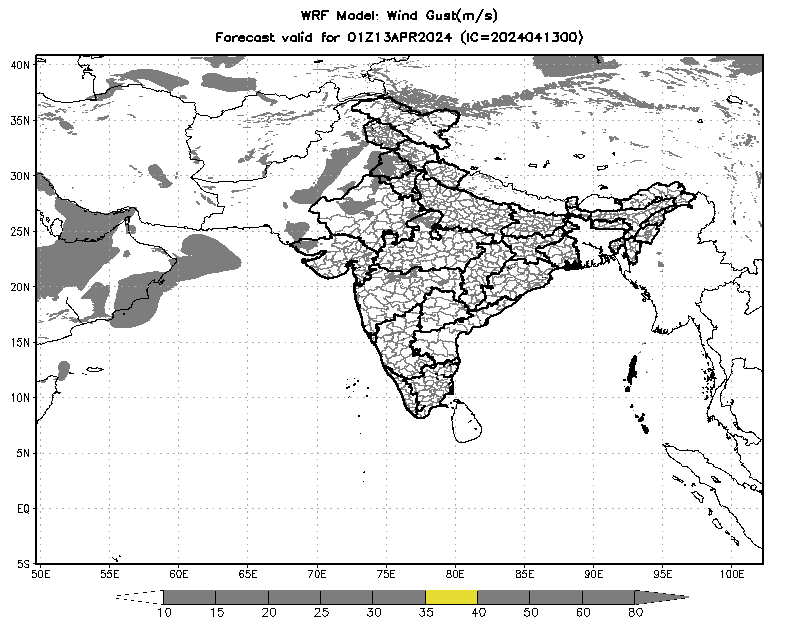 WRF Model: Wind Gust(m/s)
Forecast valid for 01Z13APR2024 (IC=2024041300)
40N
35N
30N
25N
20N
15N
10N
5N
EQ
5S
50E 55E 60E 65E 70E 75E 80E 85E 90E 95E 100E
10 15 20 25 30 35 40 50 60 80